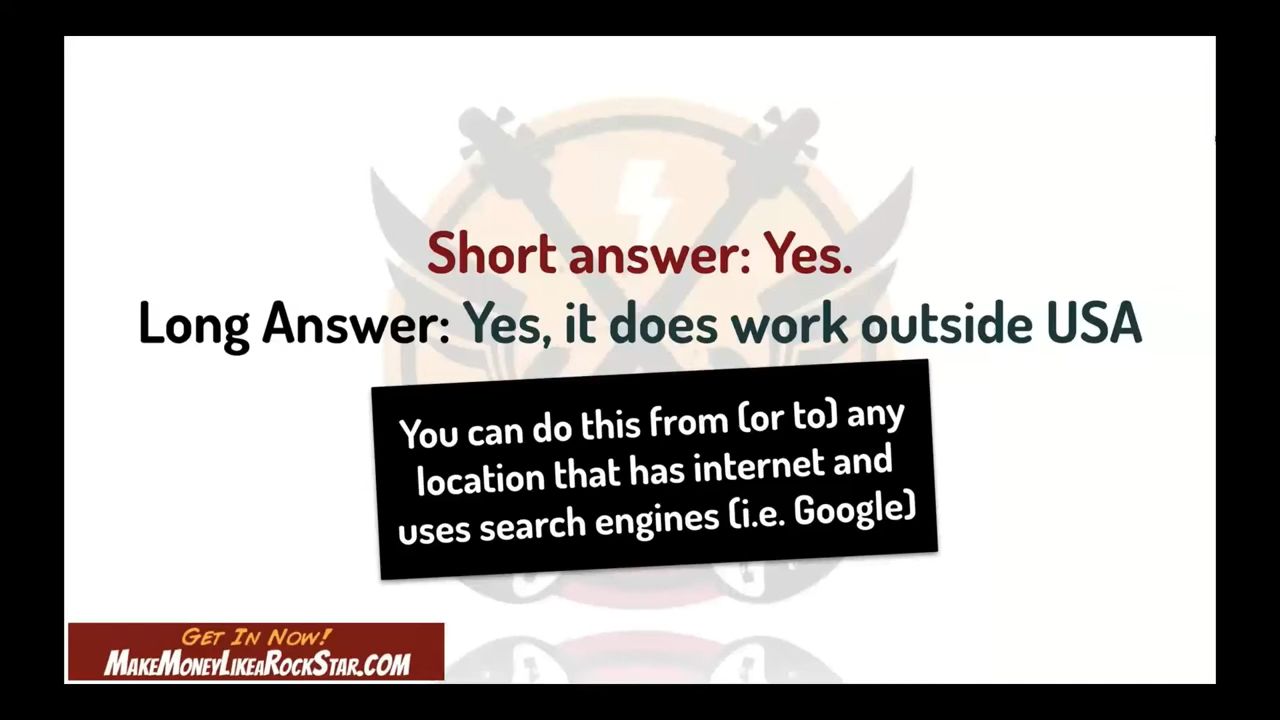 Short answer: Yes.
Long Answer: Yes, it does work outside USA
You can do this from (or to) any
location that has internet and
uses search engines (i.e. Google)
Get In Now!
MakeMoneyLikeaRockStar.com